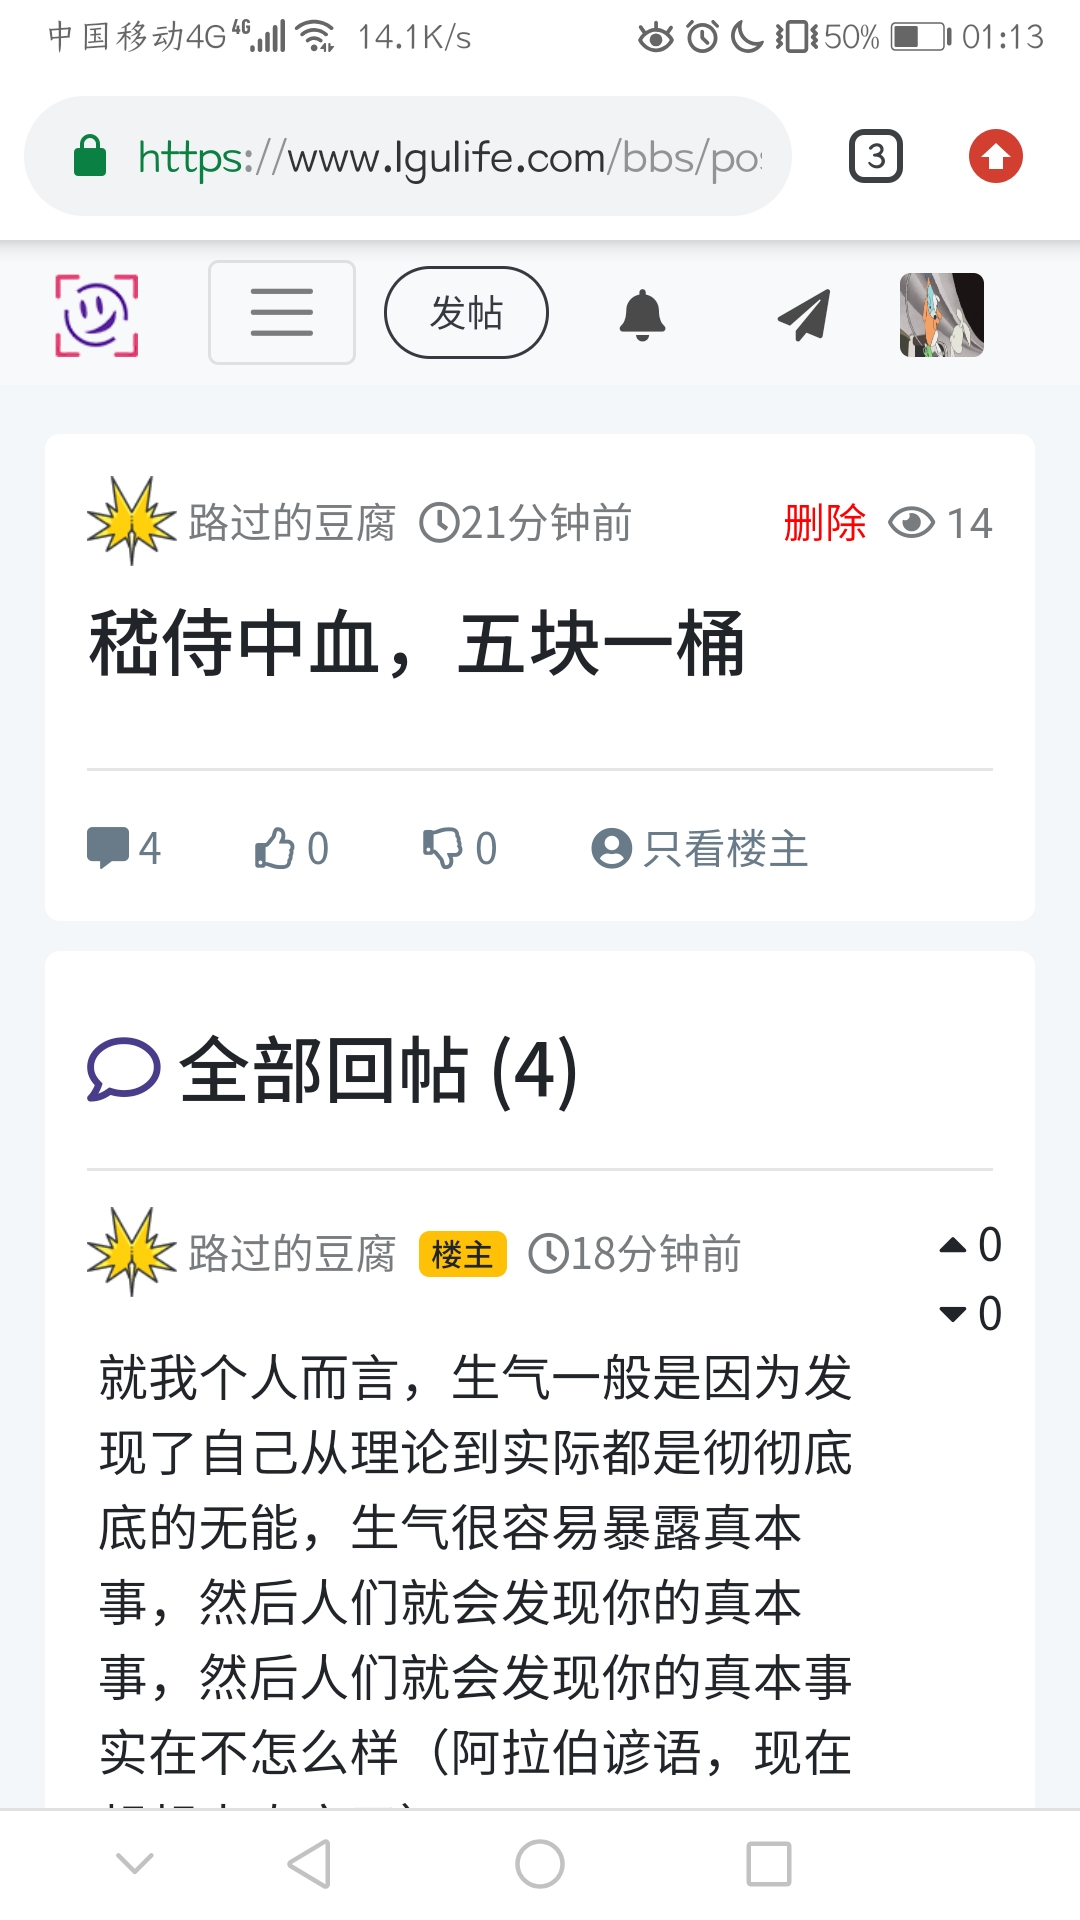 中国移动4G 4G 14.1K/s 50% 01:13
https://www.lgulife.com/bbs/po
3
发帖
路过的豆腐 21分钟前 删除 14
嵇侍中血，五块一桶
4 0 0 只看楼主
全部回帖 (4)
路过的豆腐 楼主 18分钟前 0
0
就我个人而言，生气一般是因为发
现了自己从理论到实际都是彻彻底
底的无能，生气很容易暴露真本
事，然后人们就会发现你的真本
事，然后人们就会发现你的真本事
实在不怎么样（阿拉伯谚语，现在